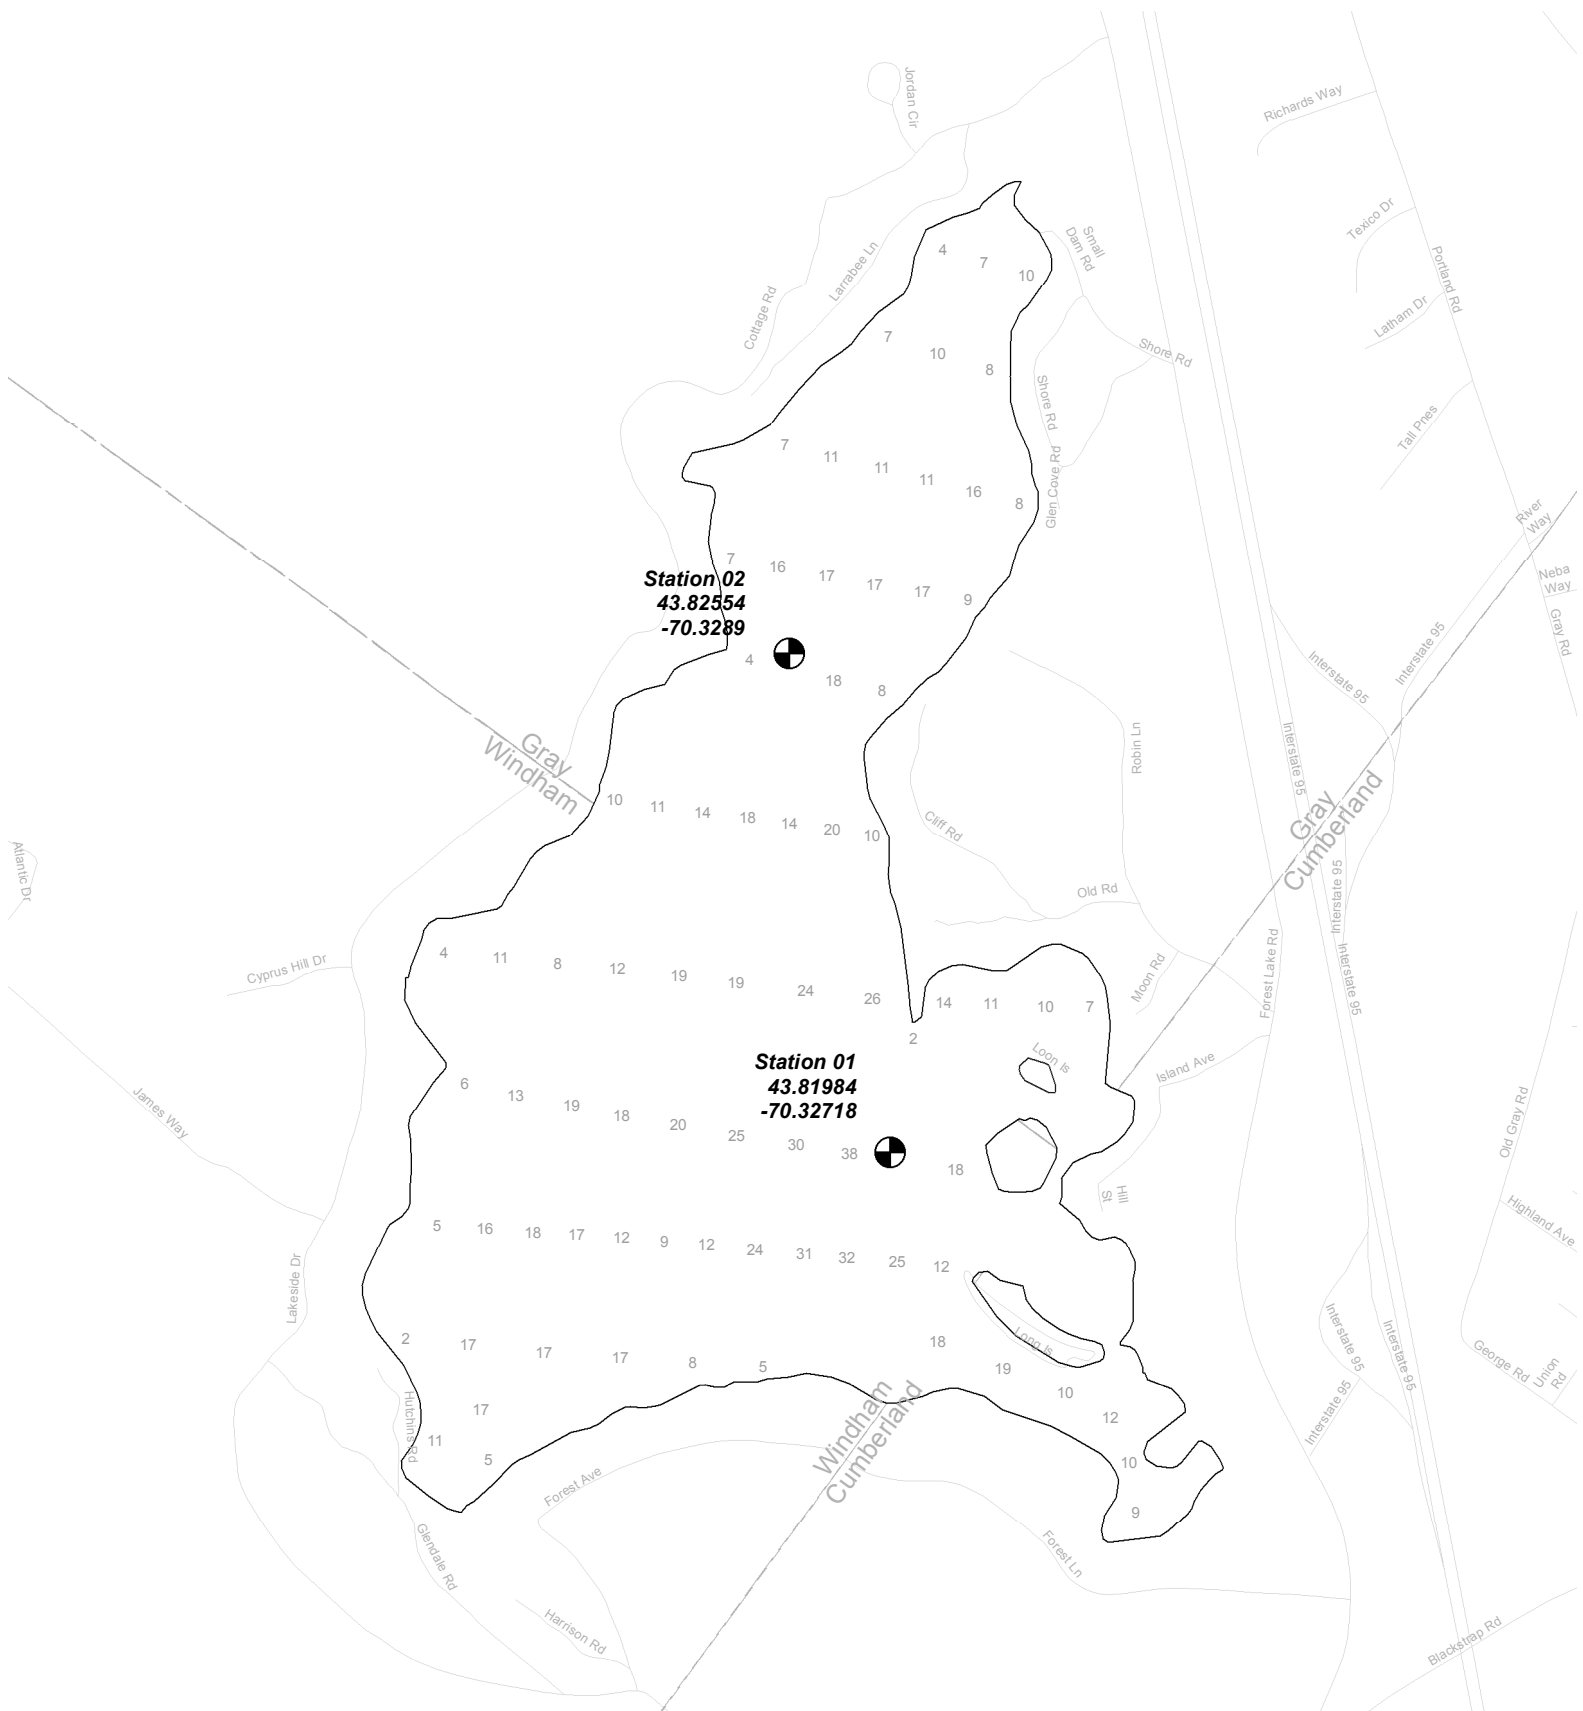 Jordan Cir
Richards Way
Texico Dr
Small
Dam Rd
Portland Rd
Larrabee Ln
Cottage Rd
Latham Dr
Shore Rd
Shore Rd
Tall Pnes
Glen Cove Rd
4 7 10
7 10 8
7 11 11 11 16 8
River
Way
7 16 17 17 17 9
Station 02
43.82554
-70.3289
Neba
Way
Gray Rd
4 18 8
Interstate 95
Interstate 95
Gray
Windham
Robin Ln
Interstate 95
Gray
Cumberland
10 11 14 18 14 20 10
Cliff Rd
Atlantic Dr
Old Rd
Interstate 95
Cyprus Hill Dr
4 11 8 12 19 19 24 26 14 11 10 7
Moon Rd
Forest Lake Rd
Interstate 95
2
Loon Is
Island Ave
Station 01
43.81984
-70.32718
6 13 19 18 20 25 30 38 18
James Way
Old Gray Rd
Hill
St
Highland Ave
5 16 18 17 12 9 12 24 31 32 25 12
Lakeside Dr
Long Is
2 17 17 17 8 5 18 19 10 12
Interstate 95
Interstate 95
Interstate 95
George Rd
Union
Rd
Hutchins Rd
17
11
5
10
9
Windham
Cumberland
Forest Ave
Forest Ln
Glendale Rd
Harrison Rd
Blackstrap Rd